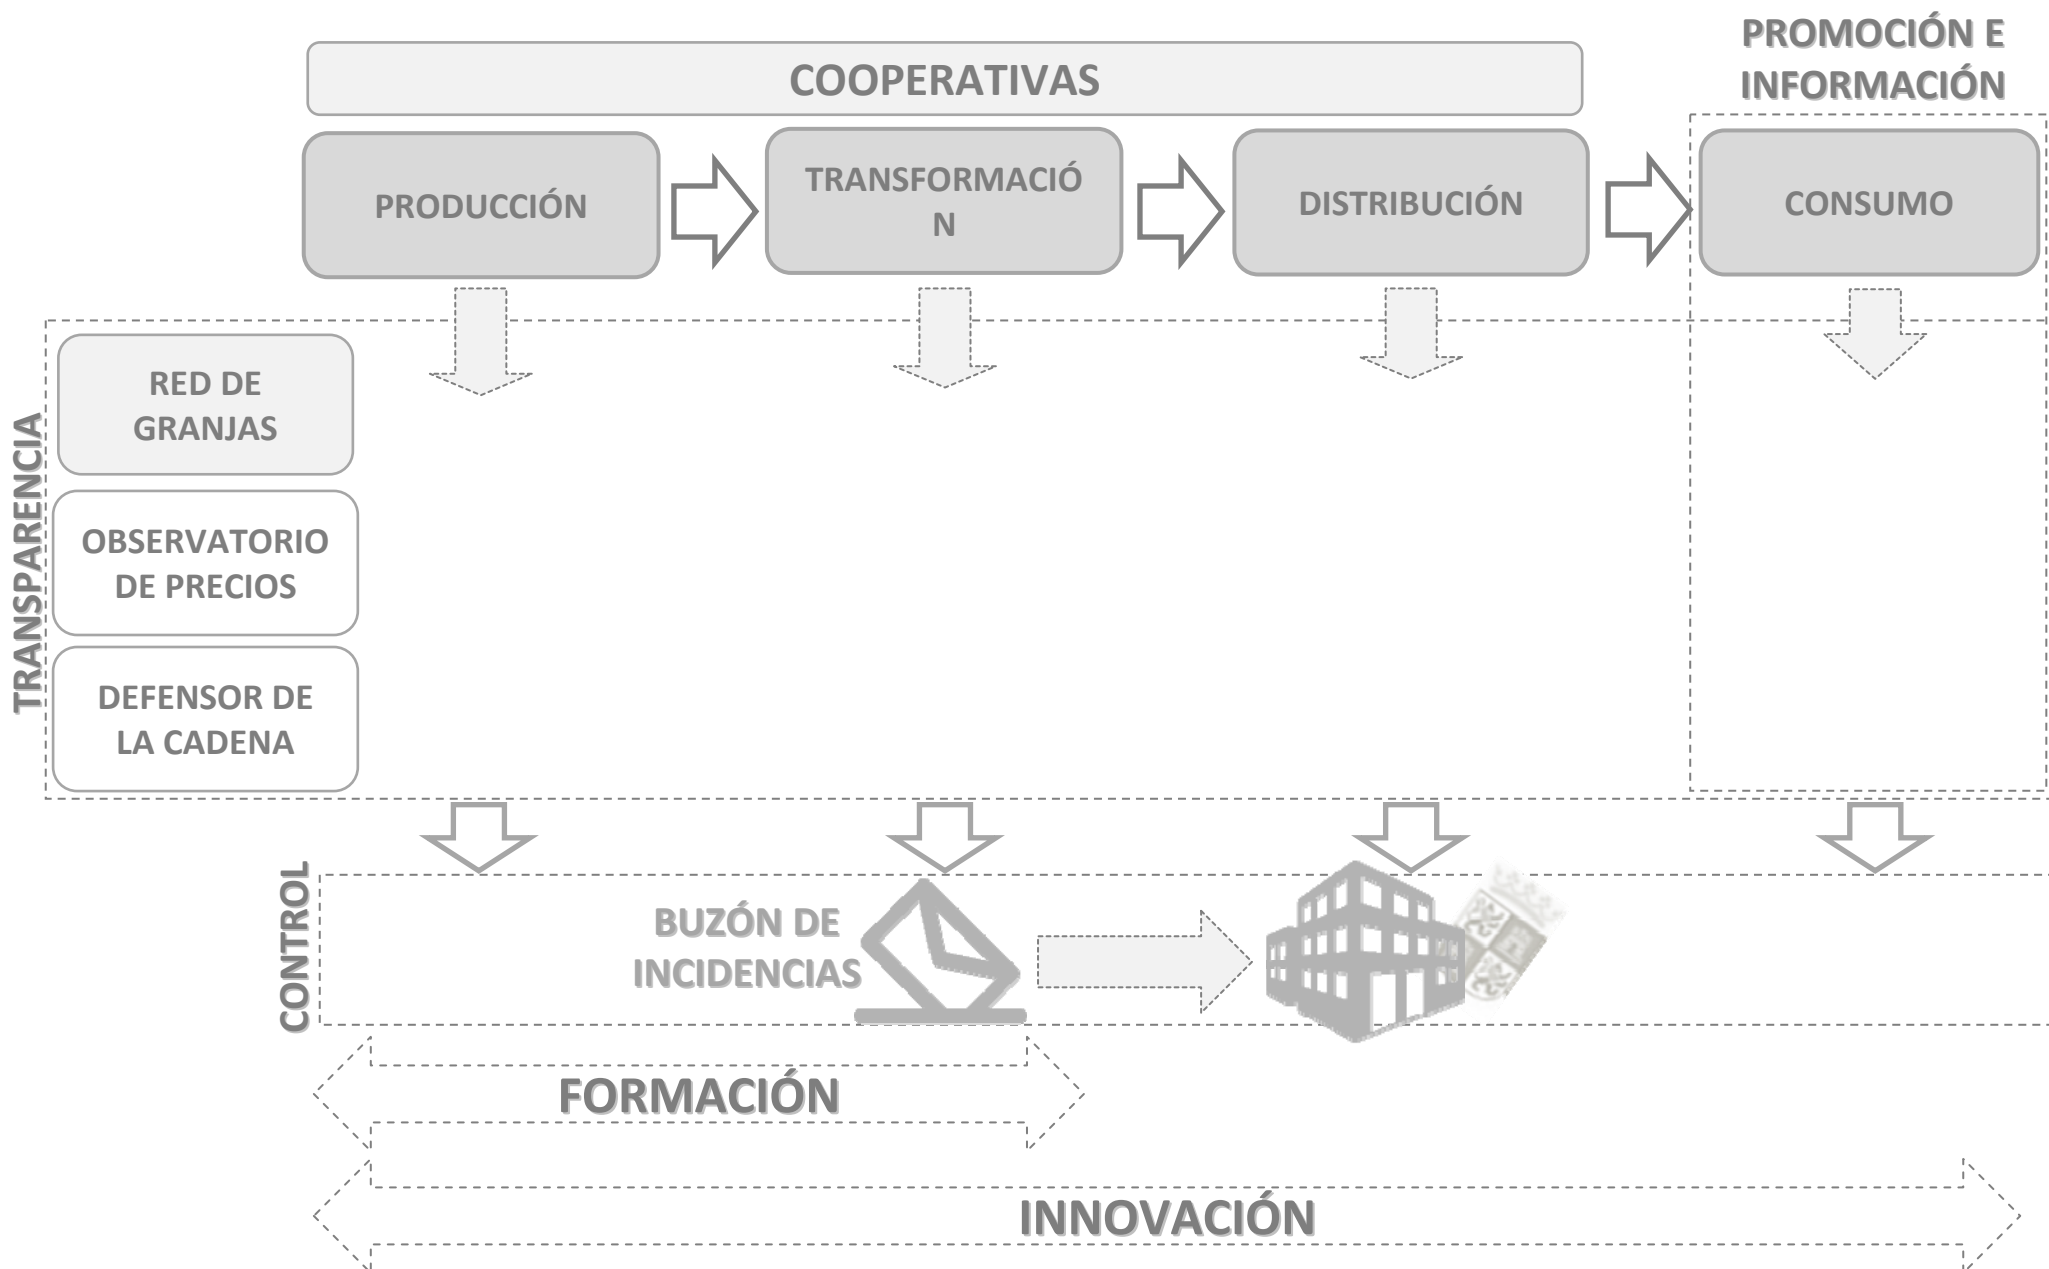 PROMOCIÓN E
INFORMACIÓN
COOPERATIVAS
PRODUCCIÓN
TRANSFORMACIÓ
N
DISTRIBUCIÓN
CONSUMO
TRANSPARENCIA
RED DE
GRANJAS
OBSERVATORIO
DE PRECIOS
DEFENSOR DE
LA CADENA
CONTROL
BUZÓN DE
INCIDENCIAS
FORMACIÓN
INNOVACIÓN